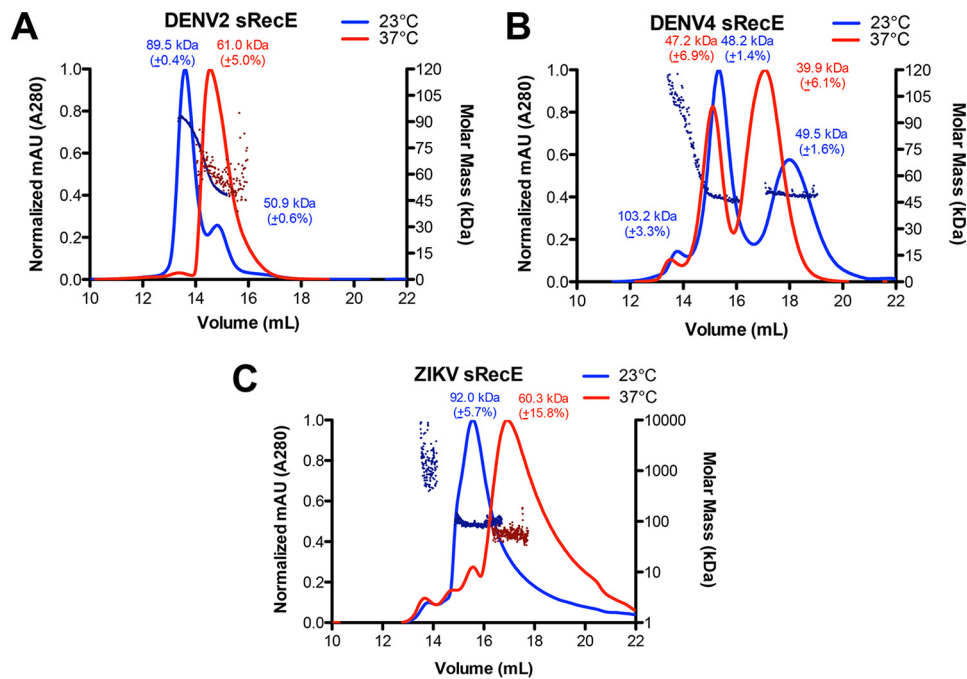 A
DENV2 sRecE
23°C
37°C
89.5 kDa
(±0.4%)
61.0 kDa
(±5.0%)
50.9 kDa
(±0.6%)
Normalized mAU (A280)
1.0
0.8
0.6
0.4
0.2
0.0
120
105
90
75
60
45
30
15
0
Molar Mass (kDa)
10 12 14 16 18 20 22
Volume (mL)
B
DENV4 sRecE
23°C
37°C
47.2 kDa
(±6.9%)
48.2 kDa
(±1.4%)
39.9 kDa
(±6.1%)
49.5 kDa
(±1.6%)
103.2 kDa
(±3.3%)
Normalized mAU (A280)
1.0
0.8
0.6
0.4
0.2
0.0
120
105
90
75
60
45
30
15
0
Molar Mass (kDa)
10 12 14 16 18 20 22
Volume (mL)
C
ZIKV sRecE
23°C
37°C
92.0 kDa
(±5.7%)
60.3 kDa
(±15.8%)
Normalized mAU (A280)
1.0
0.8
0.6
0.4
0.2
0.0
10000
1000
100
10
1
Molar Mass (kDa)
10 12 14 16 18 20 22
Volume (mL)